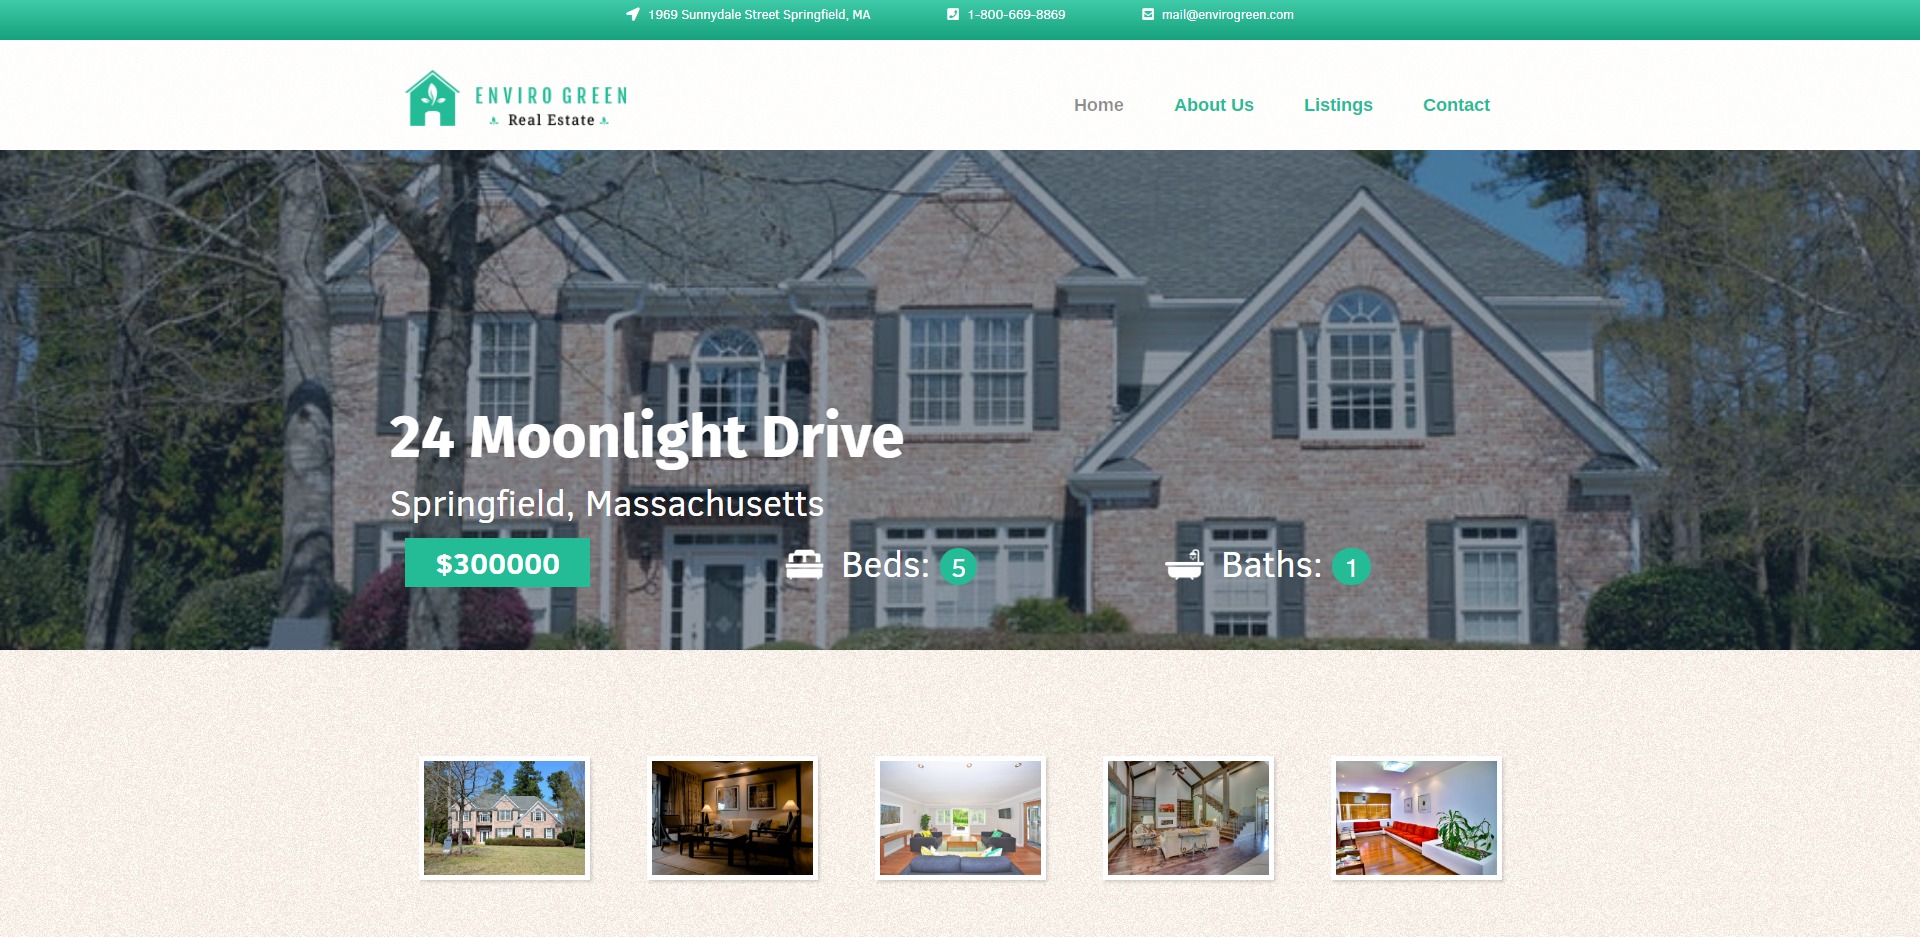 1969 Sunnydale Street Springfield, MA
1-800-669-8869
mail@envirogreen.com
ENVIRO GREEN
Real Estate
Home
About Us
Listings
Contact
24 Moonlight Drive
Springfield, Massachusetts
$300000
Beds: 5
Baths: 1